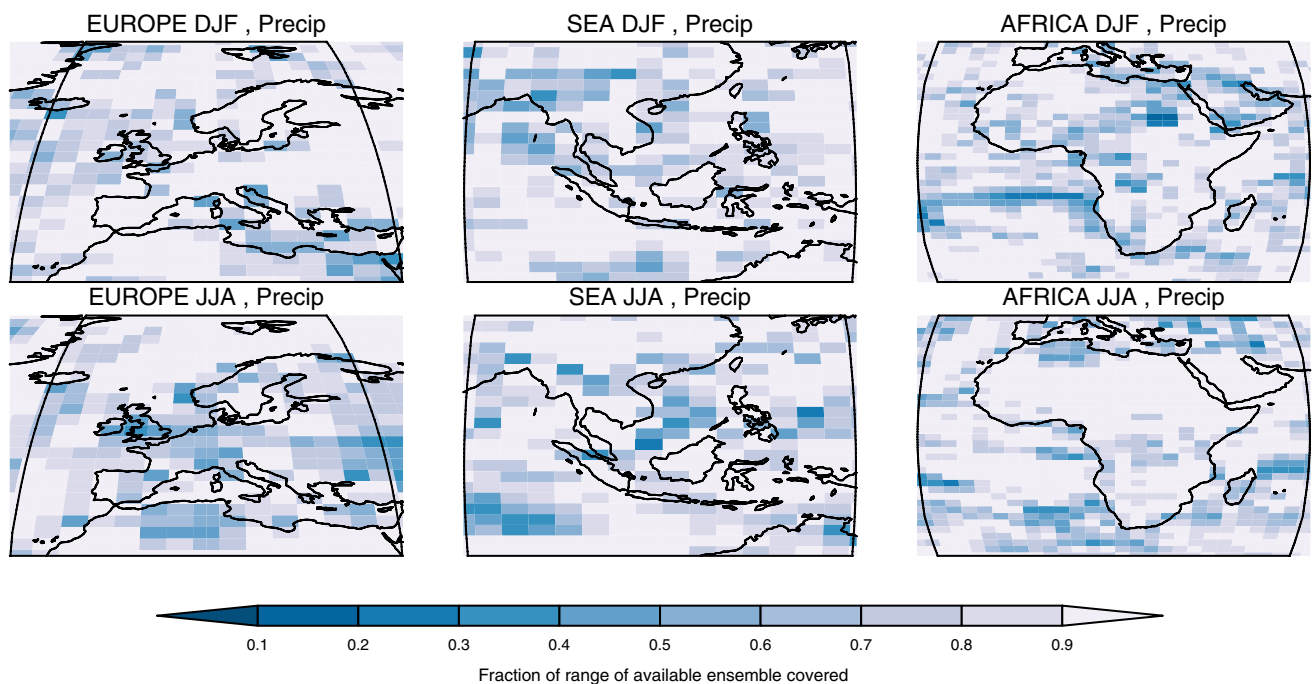 EUROPE DJF , Precip
SEA DJF , Precip
AFRICA DJF , Precip
EUROPE JJA , Precip
SEA JJA , Precip
AFRICA JJA , Precip
0.1 0.2 0.3 0.4 0.5 0.6 0.7 0.8 0.9
Fraction of range of available ensemble covered